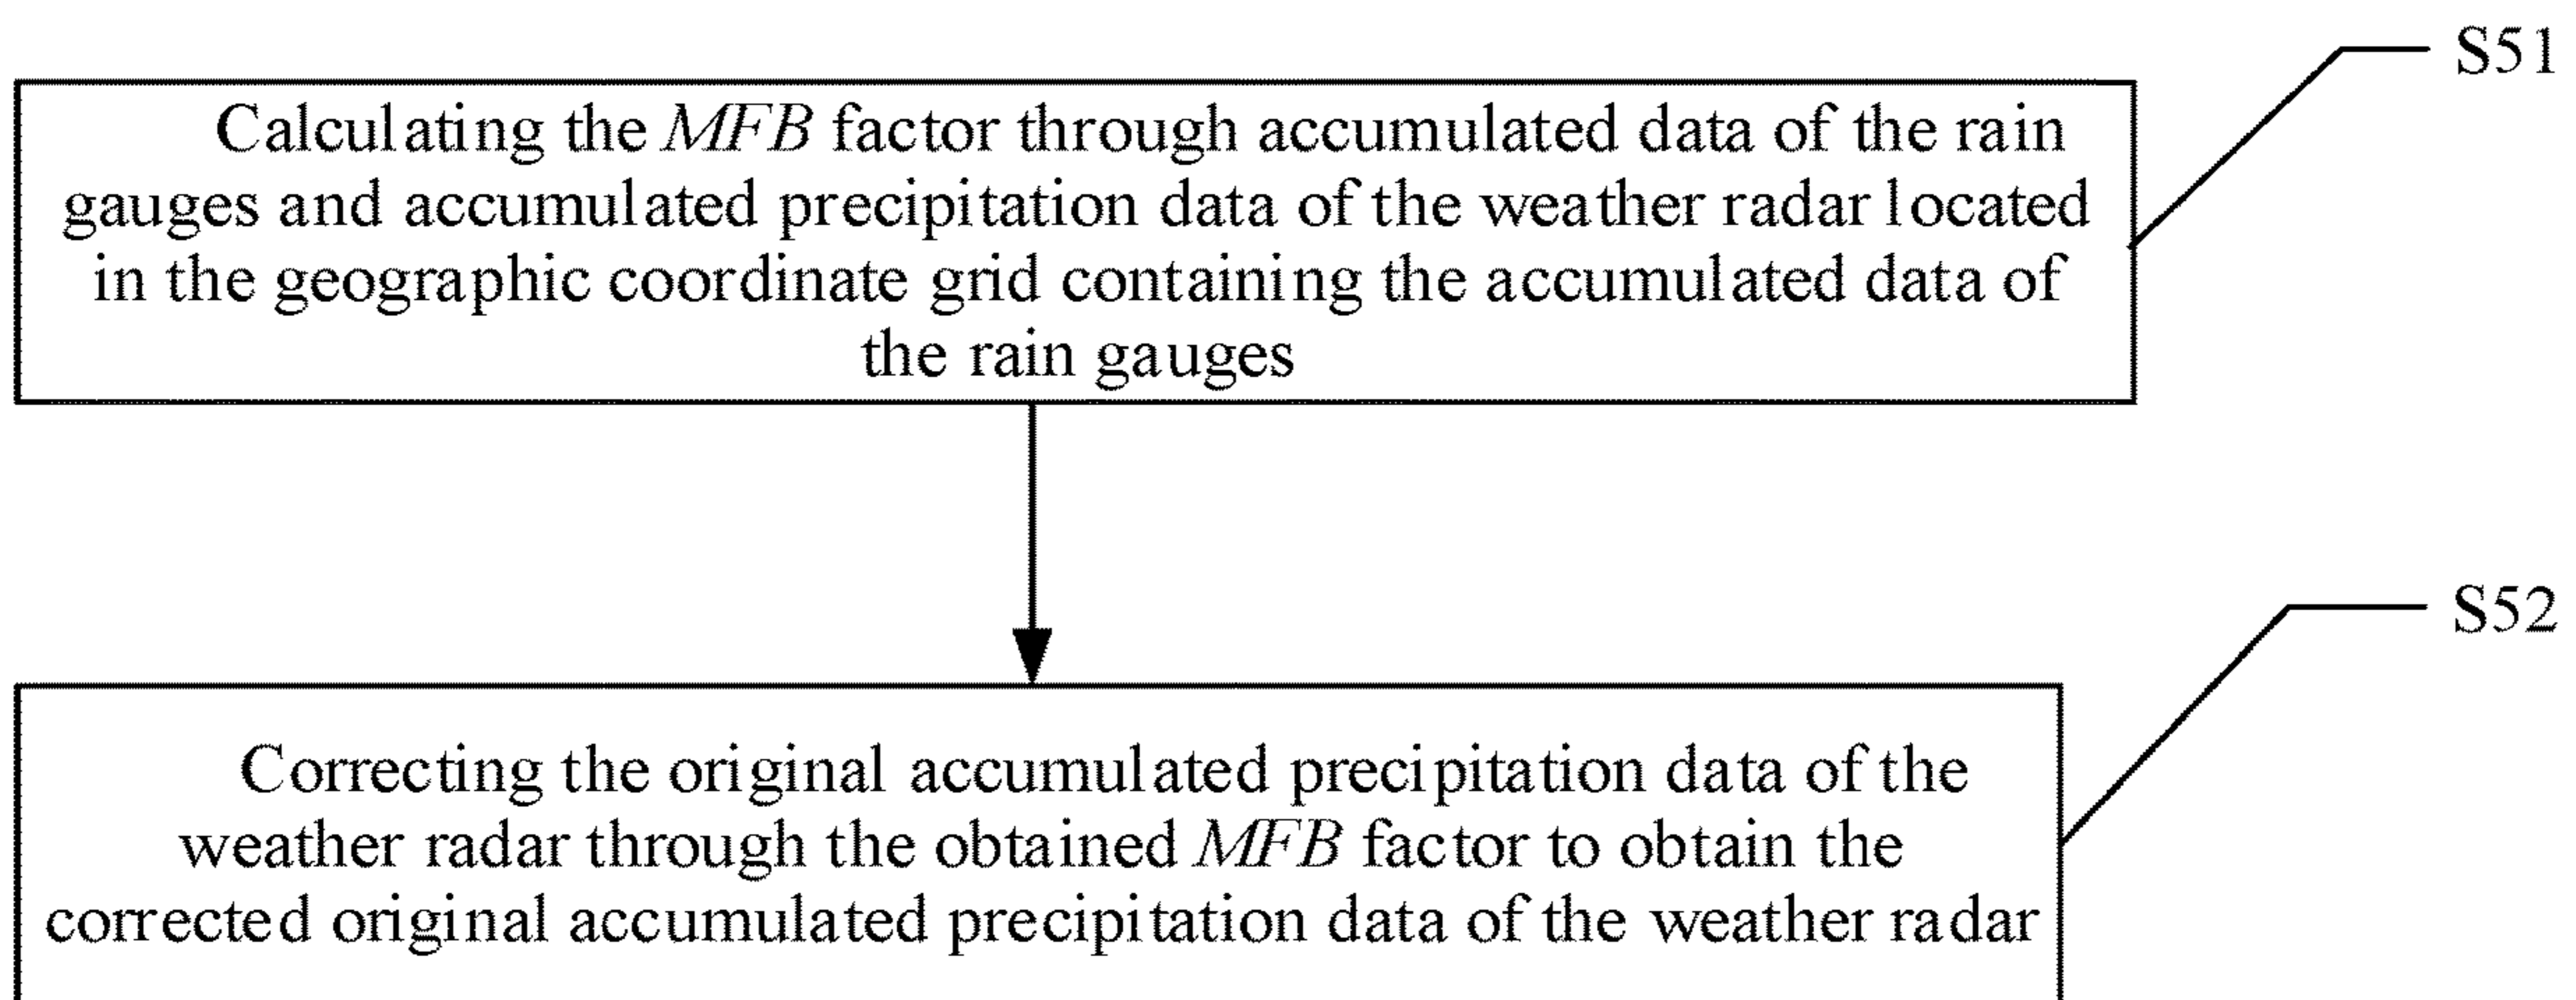 S51
Calculating the MFB factor through accumulated data of the rain
gauges and accumulated precipitation data of the weather radar located
in the geographic coordinate grid containing the accumulated data of
the rain gauges
S52
Correcting the original accumulated precipitation data of the
weather radar through the obtained MFB factor to obtain the
corrected original accumulated precipitation data of the weather radar